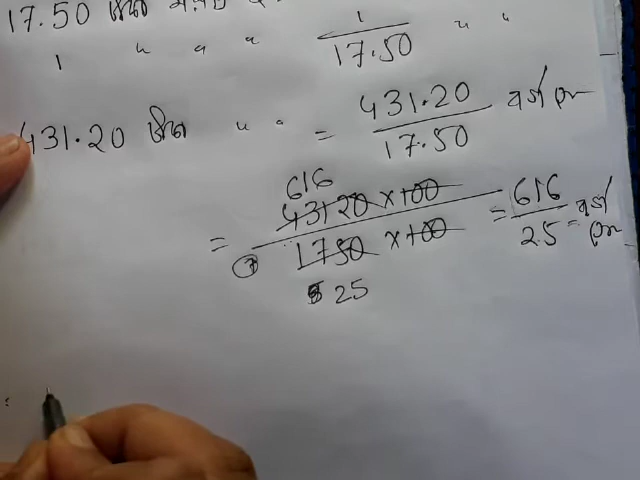 17.50
1 " " " 1/17.50 " "
431.20 " " = 431.20/17.50 বর্গ
616
= 43120 × 100 / 1750 × 100 = 616/25 = বর্গ
7 25